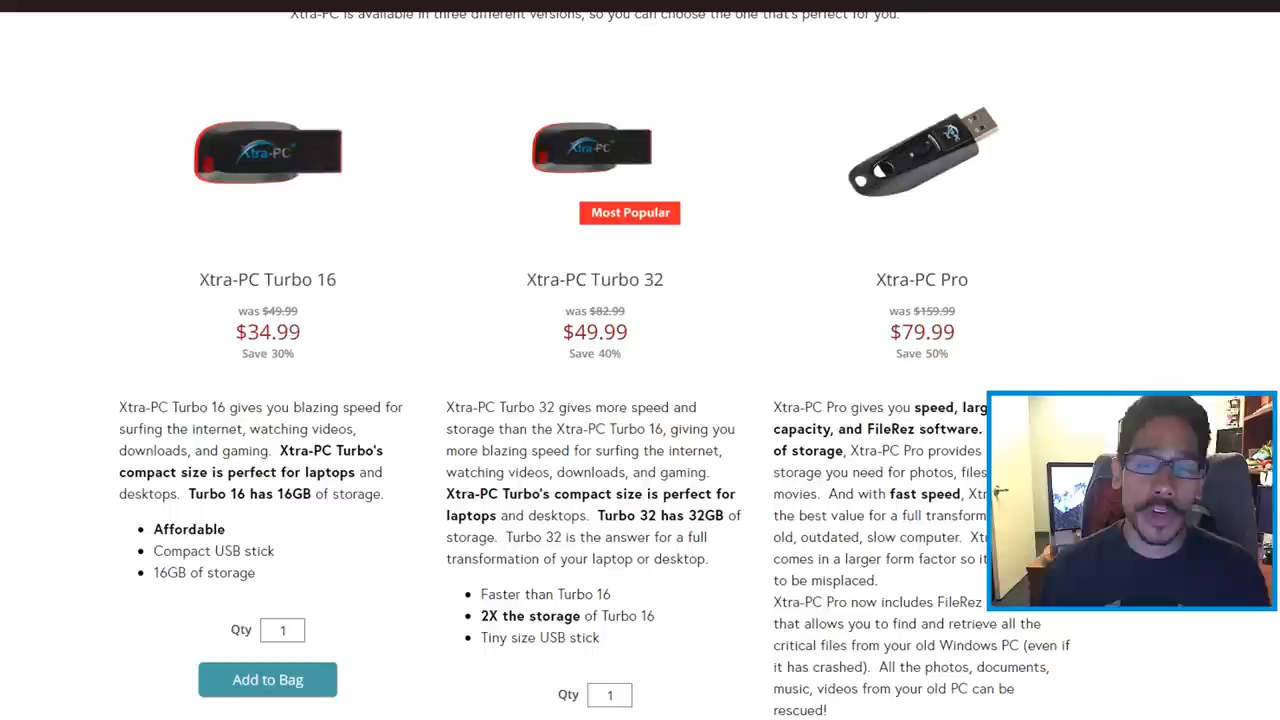 Xtra-PC is available in three different versions, so you can choose the one that's perfect for you.
Xtra-PC
Xtra-PC
Most Popular
Xtra-PC Turbo 16
was $49.99
$34.99
Save 30%
Xtra-PC Turbo 16 gives you blazing speed for
surfing the internet, watching videos,
downloads, and gaming. Xtra-PC Turbo's
compact size is perfect for laptops and
desktops. Turbo 16 has 16GB of storage.
• Affordable
• Compact USB stick
• 16GB of storage
Qty 1
Add to Bag
Xtra-PC Turbo 32
was $82.99
$49.99
Save 40%
Xtra-PC Turbo 32 gives more speed and
storage than the Xtra-PC Turbo 16, giving you
more blazing speed for surfing the internet,
watching videos, downloads, and gaming.
Xtra-PC Turbo's compact size is perfect for
laptops and desktops. Turbo 32 has 32GB of
storage. Turbo 32 is the answer for a full
transformation of your laptop or desktop.
• Faster than Turbo 16
• 2X the storage of Turbo 16
• Tiny size USB stick
Qty 1
Xtra-PC Pro
was $159.99
$79.99
Save 50%
Xtra-PC Pro gives you speed, larg
capacity, and FileRez software.
of storage, Xtra-PC Pro provides
storage you need for photos, files
movies. And with fast speed, Xtr
the best value for a full transform
old, outdated, slow computer. Xt
comes in a larger form factor so it
to be misplaced.
Xtra-PC Pro now includes FileRez
that allows you to find and retrieve all the
critical files from your old Windows PC (even if
it has crashed). All the photos, documents,
music, videos from your old PC can be
rescued!